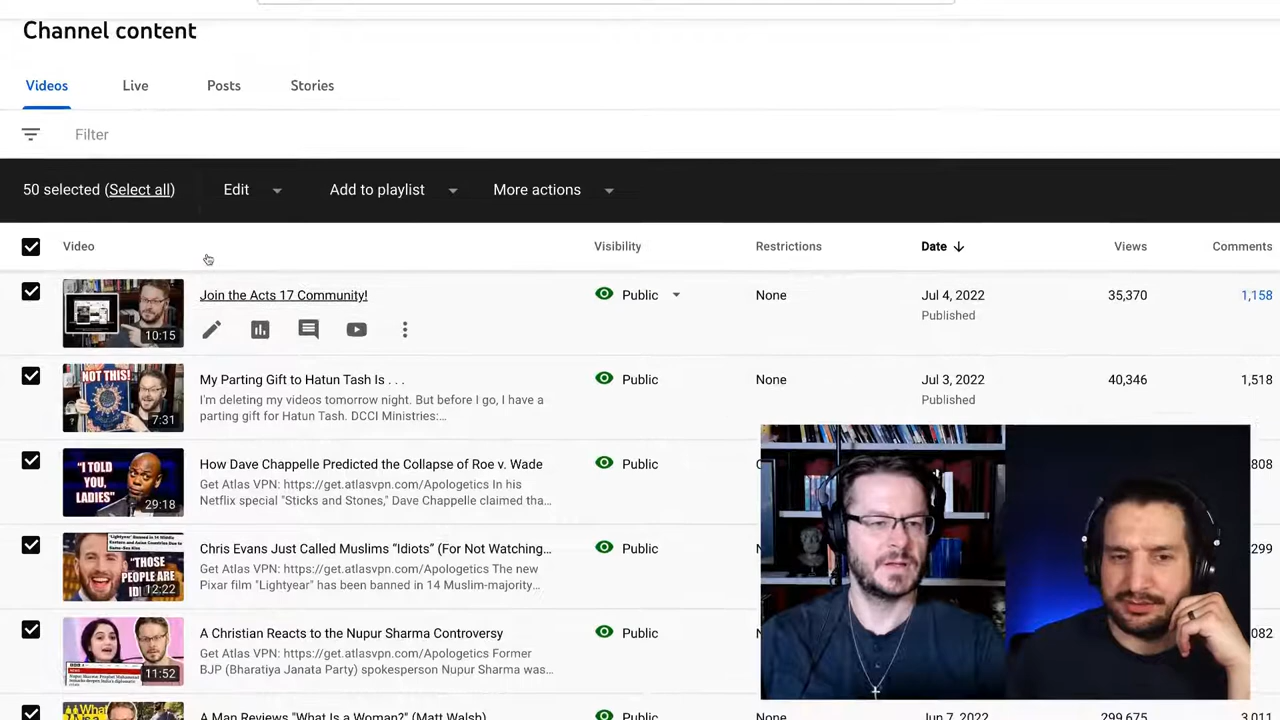 Channel content
Videos Live Posts Stories
Filter
50 selected (Select all) Edit Add to playlist More actions
Video Visibility Restrictions Date Views Comments
10:15
Join the Acts 17 Community!
Public None Jul 4, 2022 35,370 1,158
Published
NOT THIS!
7:31
My Parting Gift to Hatun Tash Is . . .
I'm deleting my videos tomorrow night. But before I go, I have a
parting gift for Hatun Tash. DCCI Ministries:...
Public None Jul 3, 2022 40,346 1,518
Published
"I TOLD
YOU,
LADIES"
29:18
How Dave Chappelle Predicted the Collapse of Roe v. Wade
Get Atlas VPN: https://get.atlasvpn.com/Apologetics In his
Netflix special "Sticks and Stones," Dave Chappelle claimed tha...
Public 808
"THOSE
PEOPLE ARE
12:22
Chris Evans Just Called Muslims “Idiots” (For Not Watching...
Get Atlas VPN: https://get.atlasvpn.com/Apologetics The new
Pixar film "Lightyear" has been banned in 14 Muslim-majority...
Public 299
11:52
A Christian Reacts to the Nupur Sharma Controversy
Get Atlas VPN: https://get.atlasvpn.com/Apologetics Former
BJP (Bharatiya Janata Party) spokesperson Nupur Sharma was...
Public 082
A Man Reviews "What Is a Woman?" (Matt Walsh)
Public None Jun 7, 2022 299,675 3,011